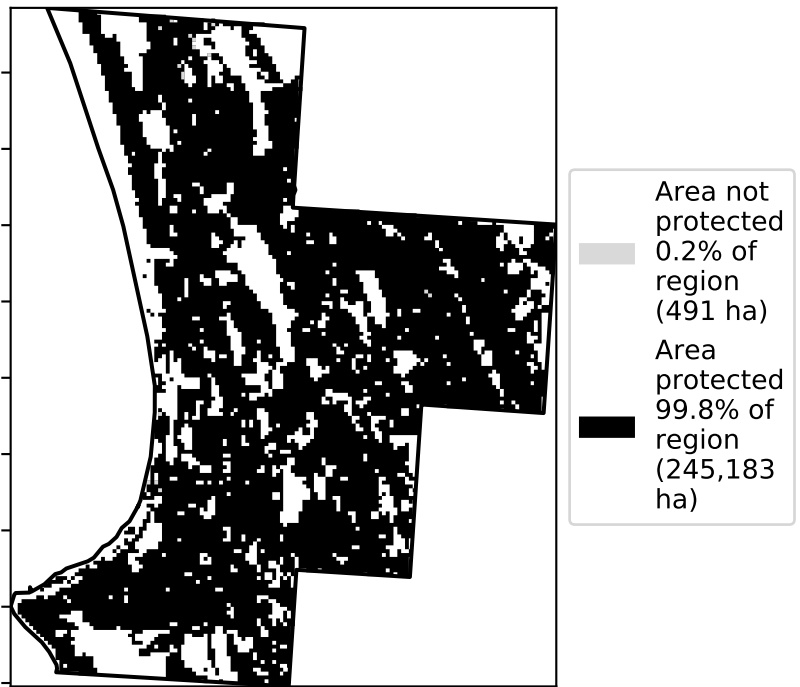 Area not
protected
0.2% of
region
(491 ha)
Area
protected
99.8% of
region
(245,183
ha)